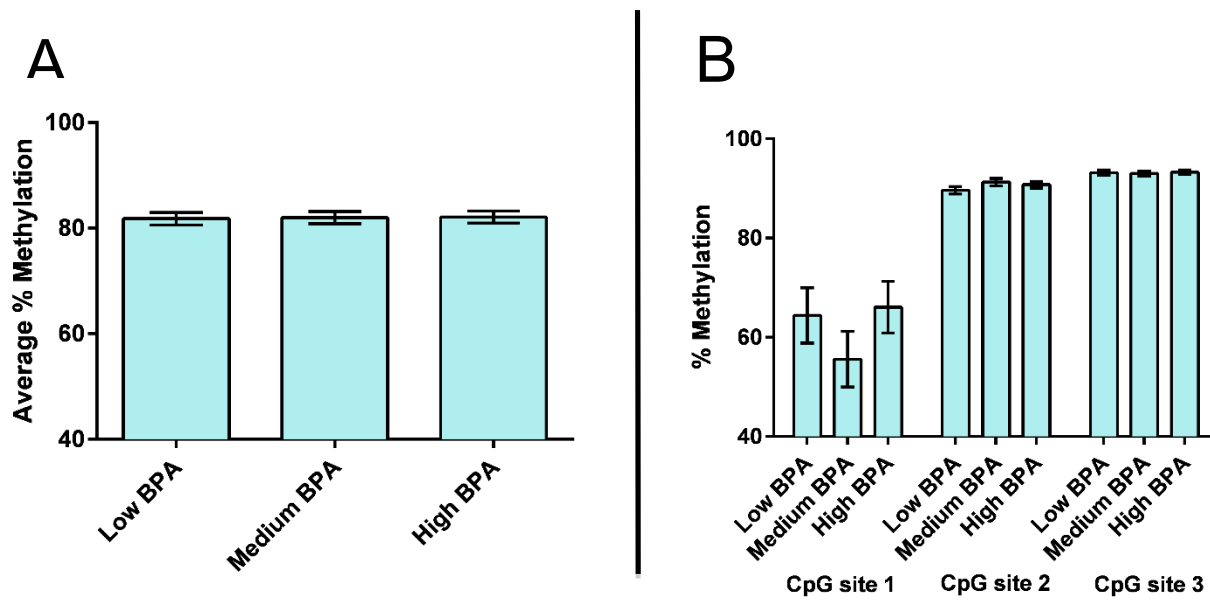 A
Average % Methylation
100
80
60
40
Low BPA
Medium BPA
High BPA
B
% Methylation
100
80
60
40
Low BPA
Medium BPA
High BPA
Low BPA
Medium BPA
High BPA
Low BPA
Medium BPA
High BPA
CpG site 1
CpG site 2
CpG site 3